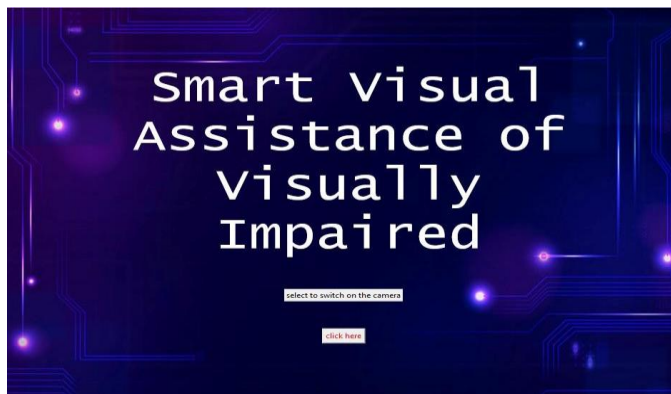 Smart Visual
Assistance of
Visually
Impaired
select to switch on the camera
click here